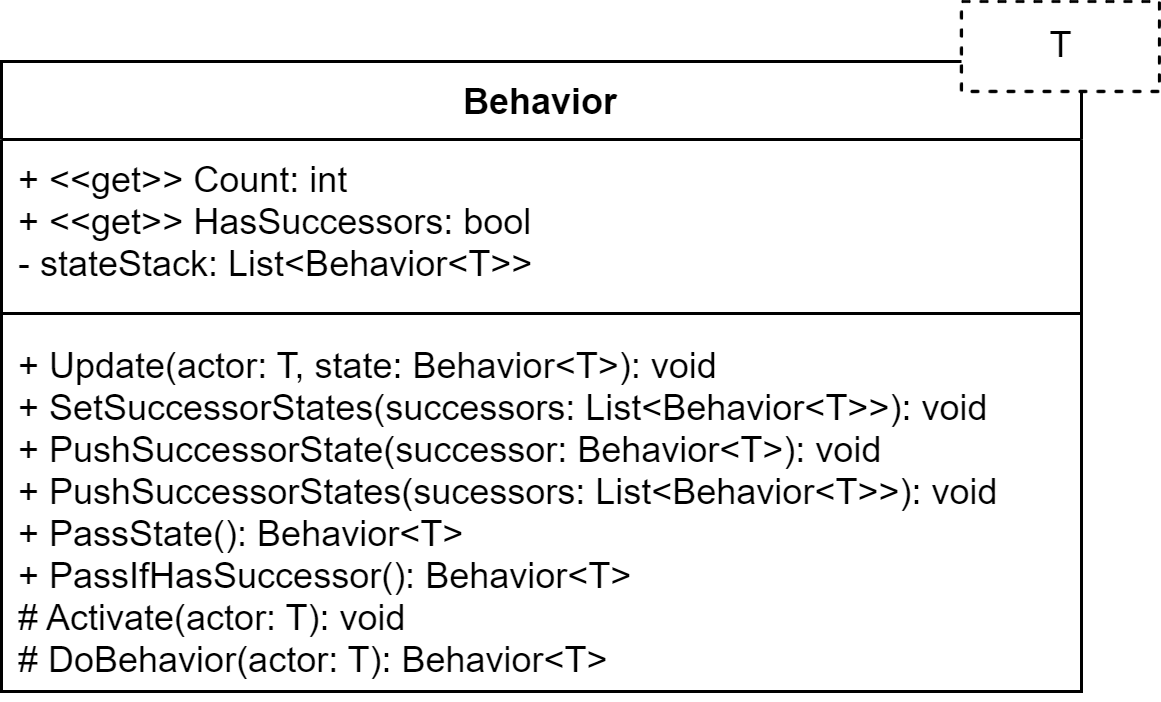 T
Behavior
+ <<get>> Count: int
+ <<get>> HasSuccessors: bool
- stateStack: List<Behavior<T>>
+ Update(actor: T, state: Behavior<T>): void
+ SetSuccessorStates(successors: List<Behavior<T>>): void
+ PushSuccessorState(successor: Behavior<T>): void
+ PushSuccessorStates(sucessors: List<Behavior<T>>): void
+ PassState(): Behavior<T>
+ PassIfHasSuccessor(): Behavior<T>
# Activate(actor: T): void
# DoBehavior(actor: T): Behavior<T>